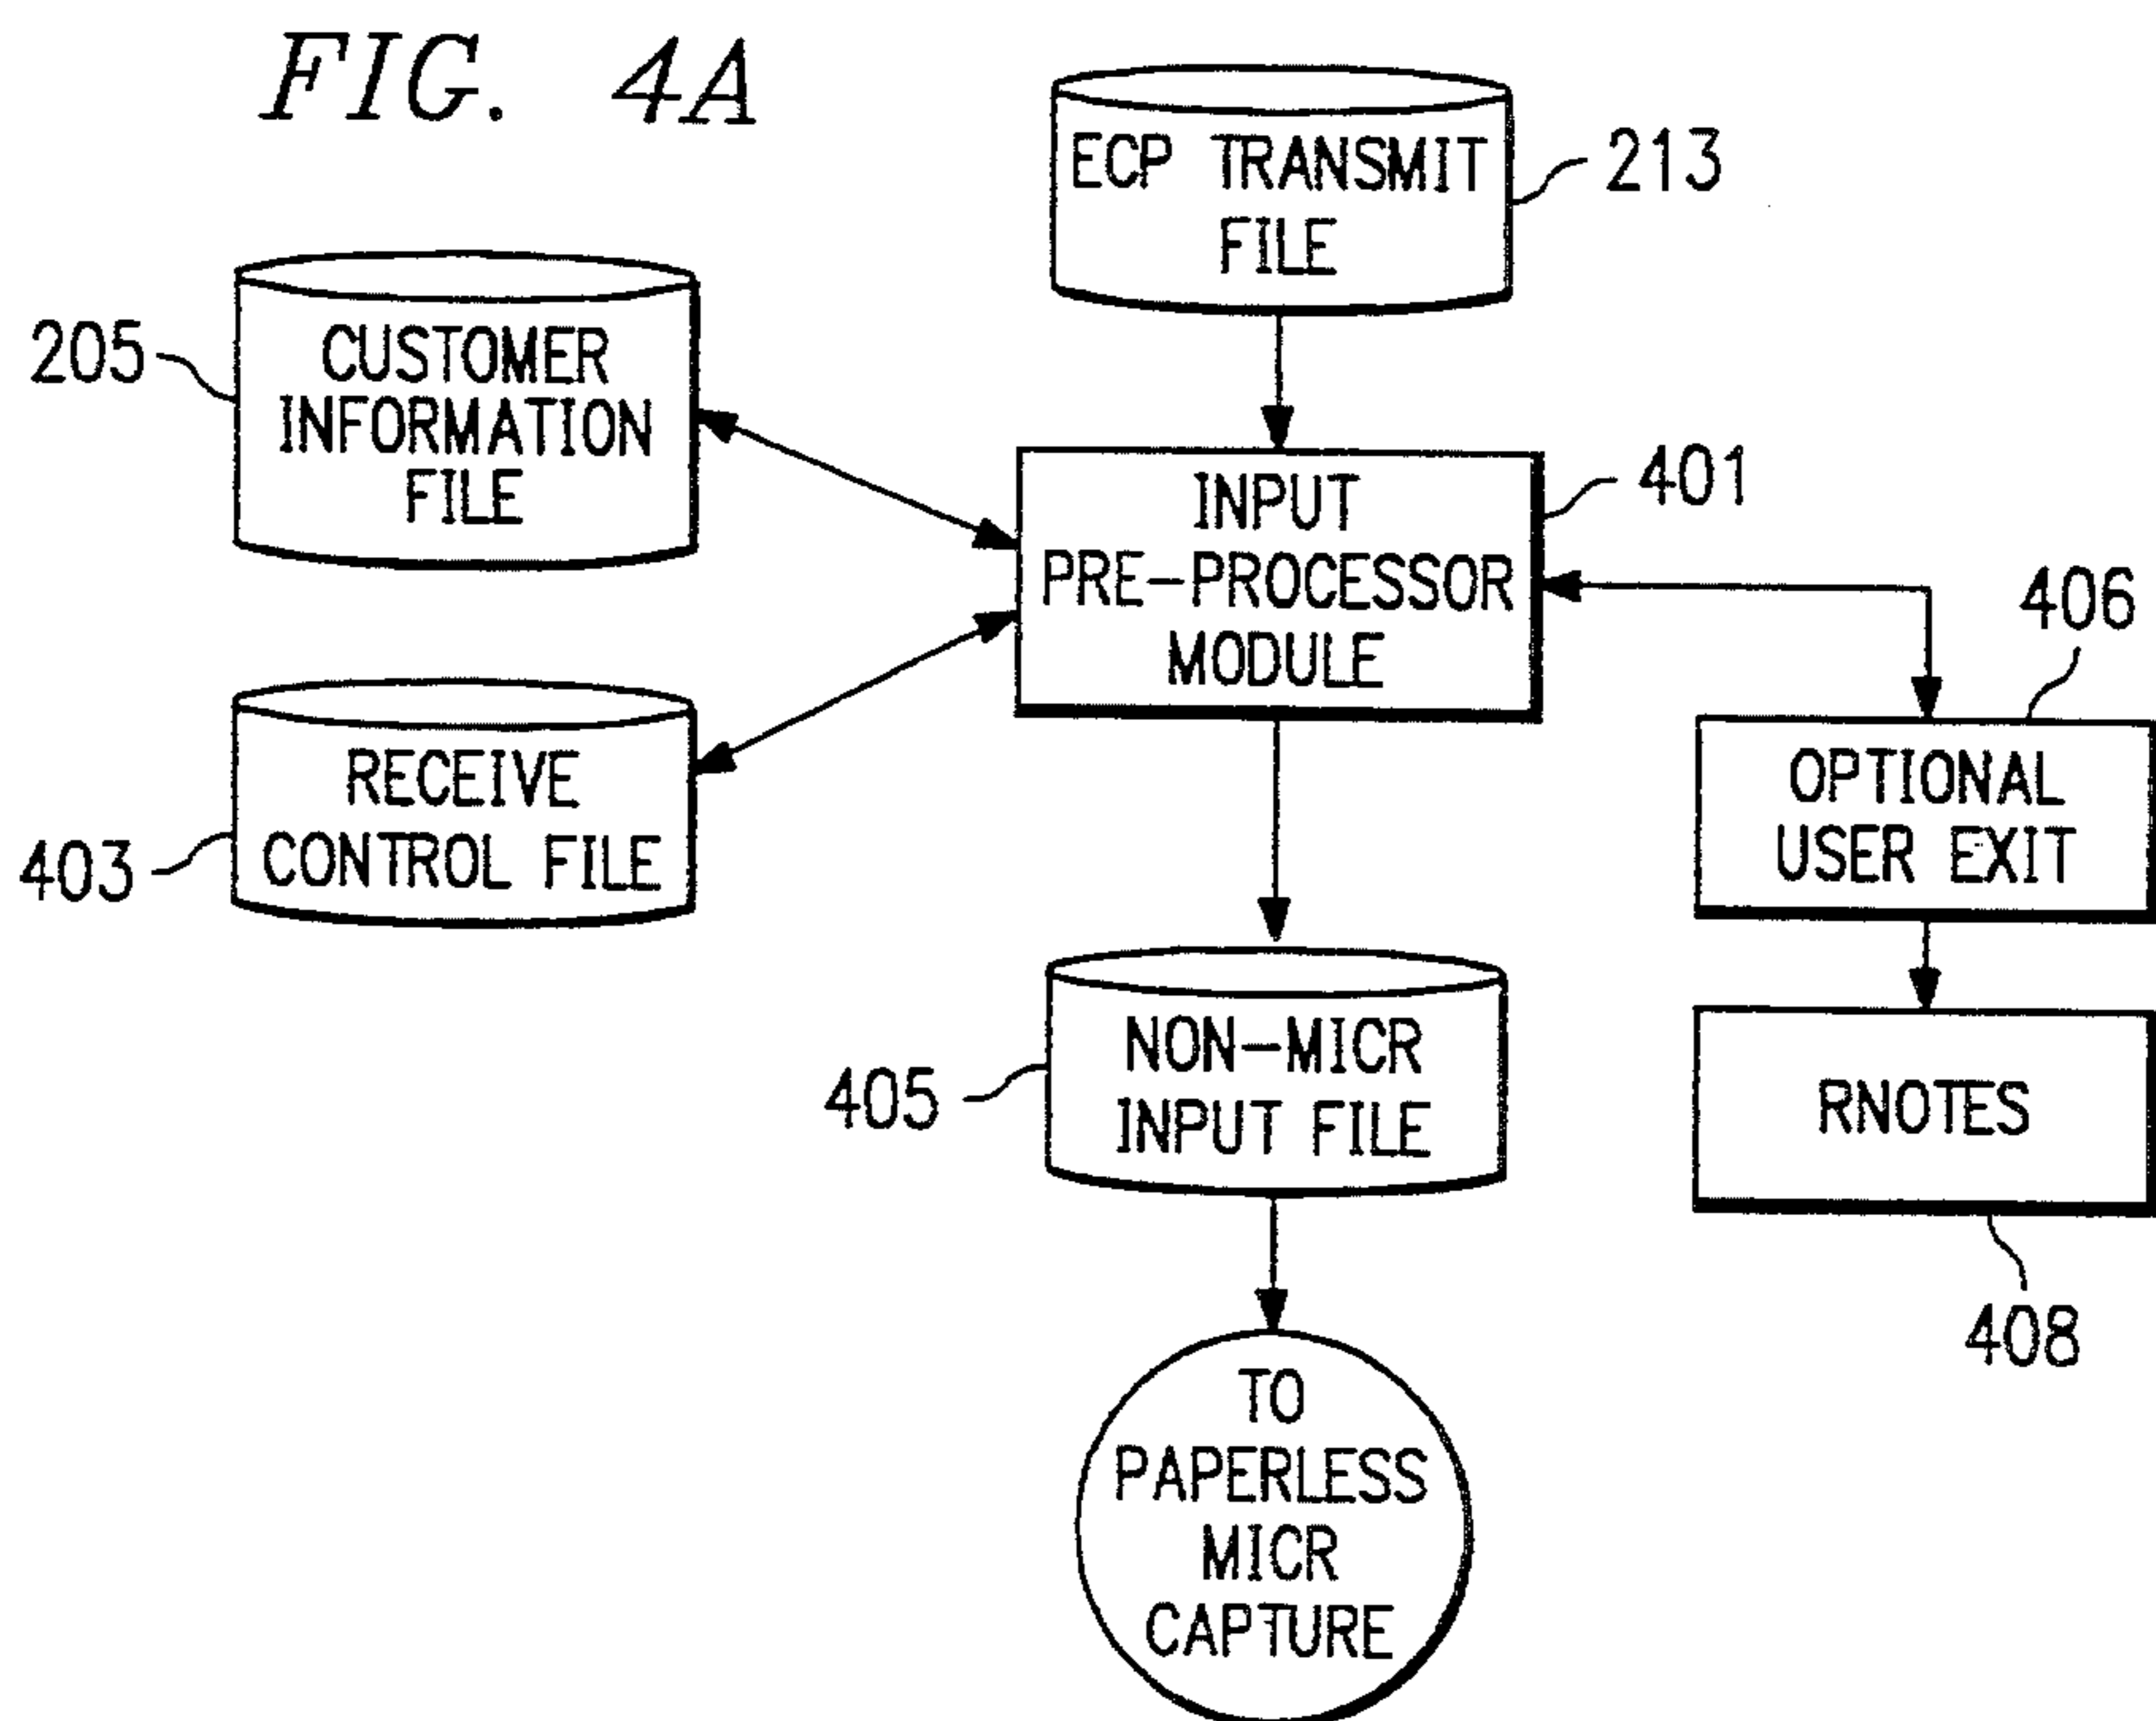 FIG. 4A
ECP TRANSMIT
FILE
213
CUSTOMER
INFORMATION
FILE
205
INPUT
PRE-PROCESSOR
MODULE
401
406
RECEIVE
CONTROL FILE
403
OPTIONAL
USER EXIT
NON-MICR
INPUT FILE
405
RNOTES
408
TO
PAPERLESS
MICR
CAPTURE